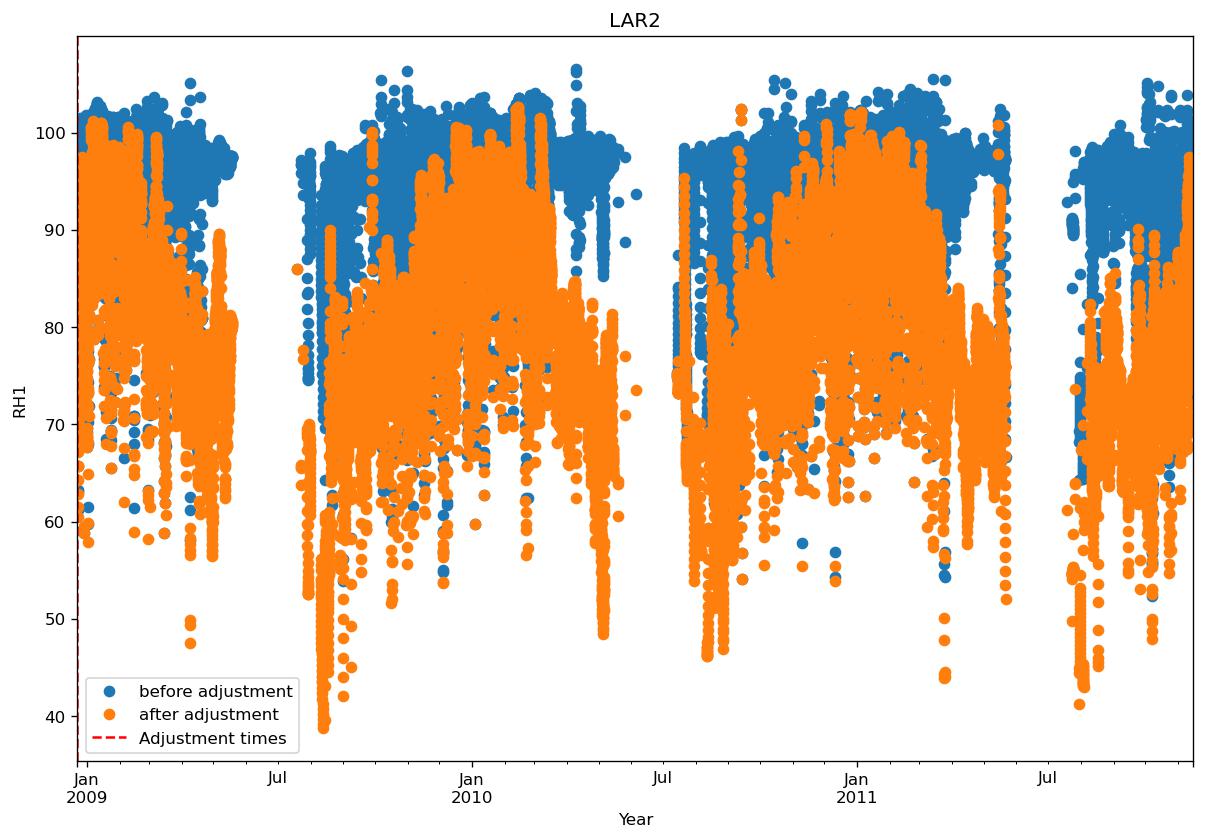 LAR2
RH1
100
90
80
70
60
50
40
before adjustment
after adjustment
Adjustment times
Jan Jul Jan Jul Jan Jul
2009 2010 2011
Year